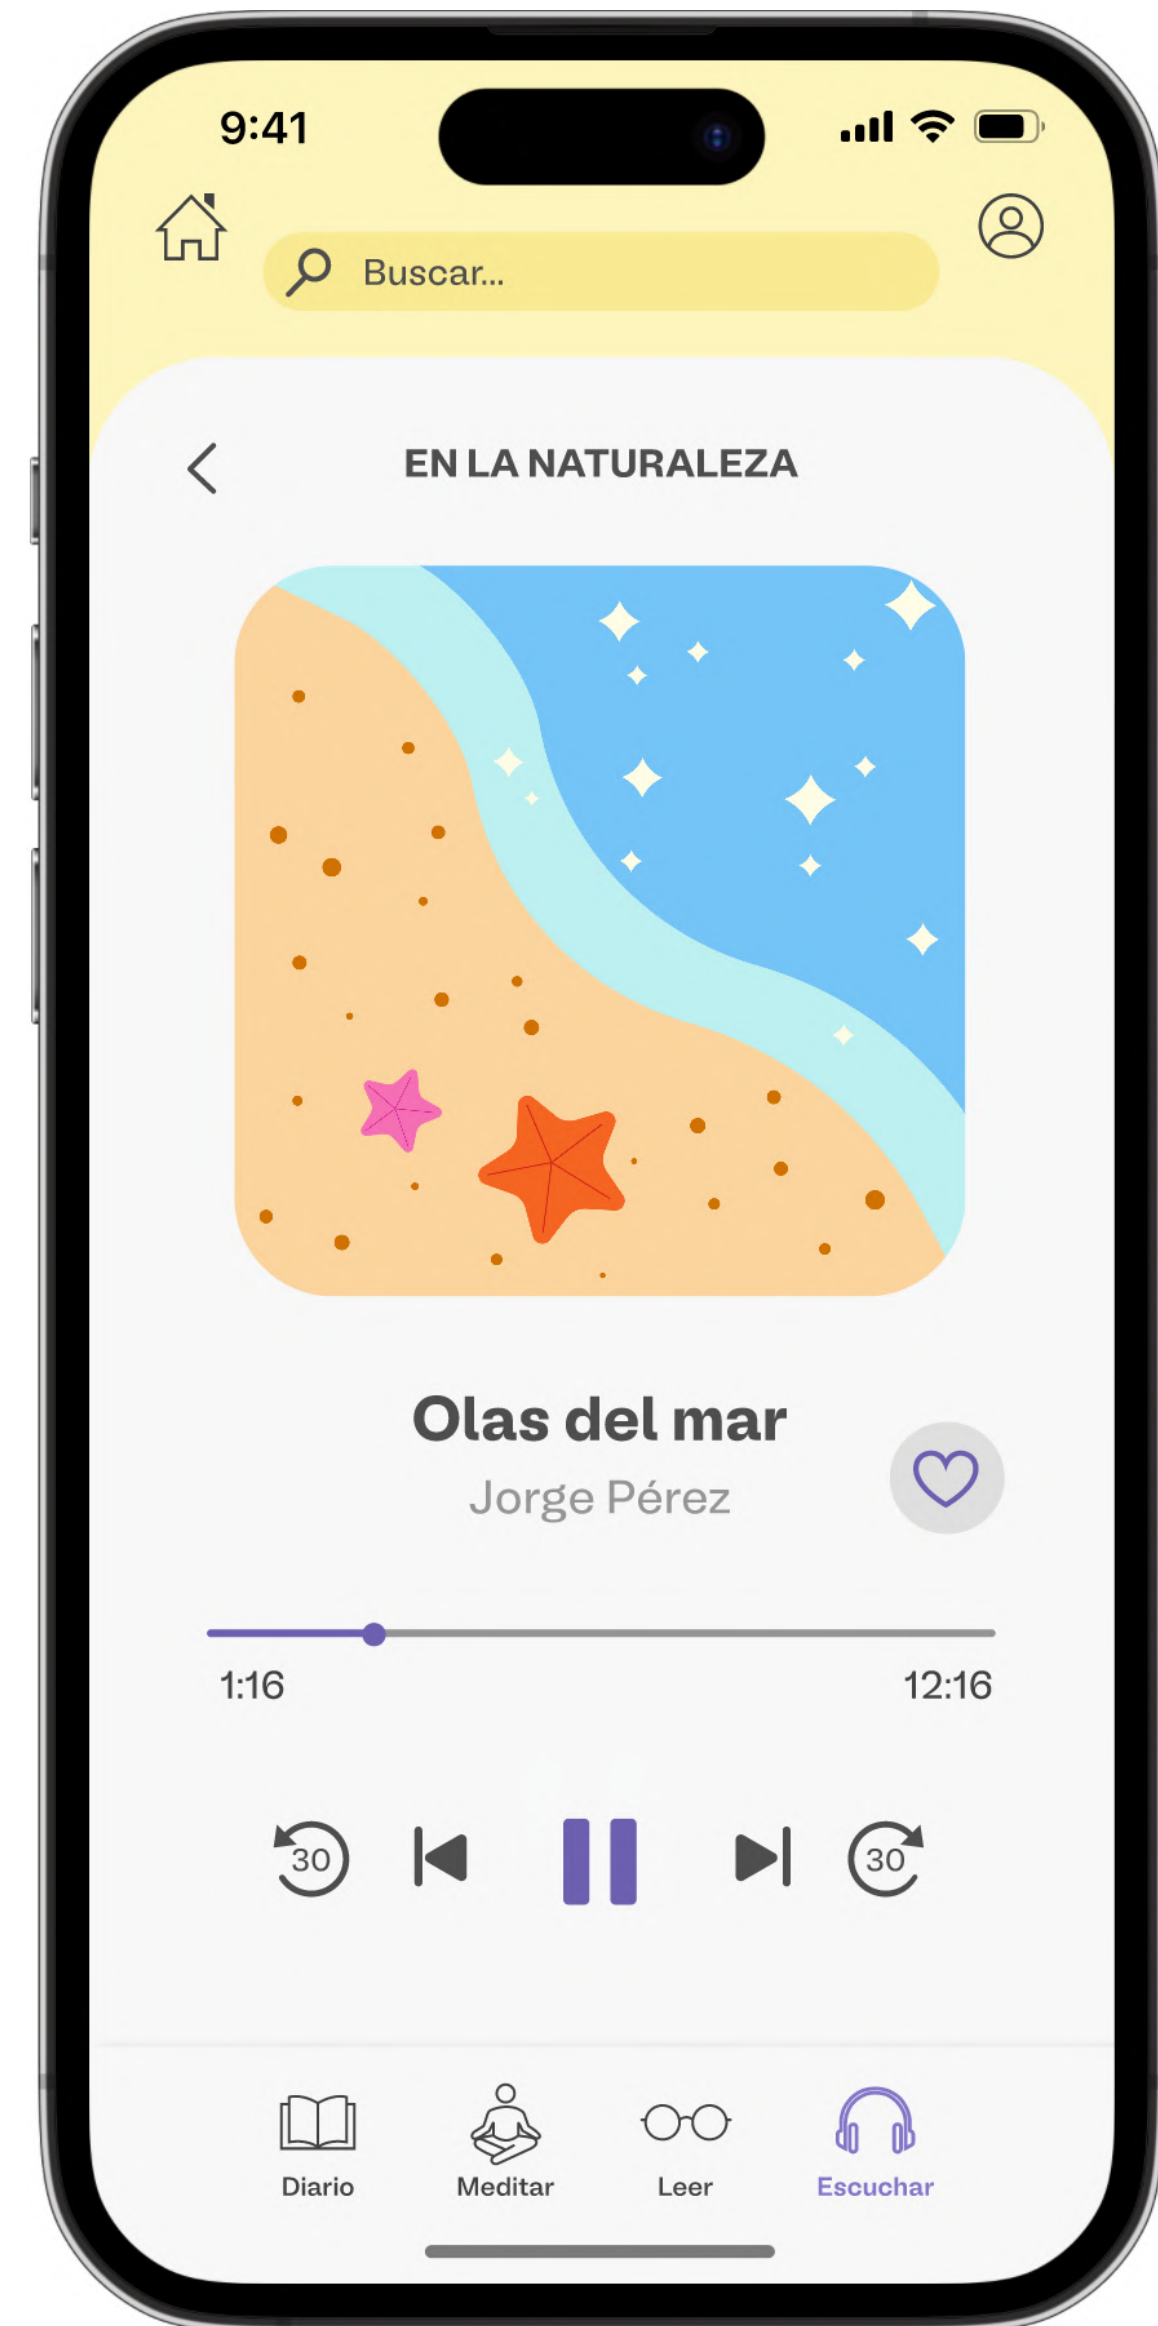 9:41
Buscar...
EN LA NATURALEZA
Olas del mar
Jorge Pérez
1:16
12:16
30
30
Diario
Meditar
Leer
Escuchar